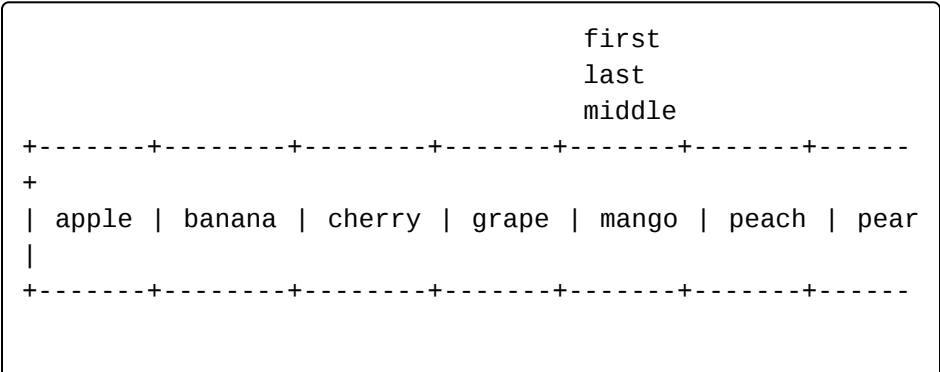 first
                                   last
                                   middle
+-------+--------+--------+-------+-------+-------+------
+
| apple | banana | cherry | grape | mango | peach | pear
|
+-------+--------+--------+-------+-------+-------+------